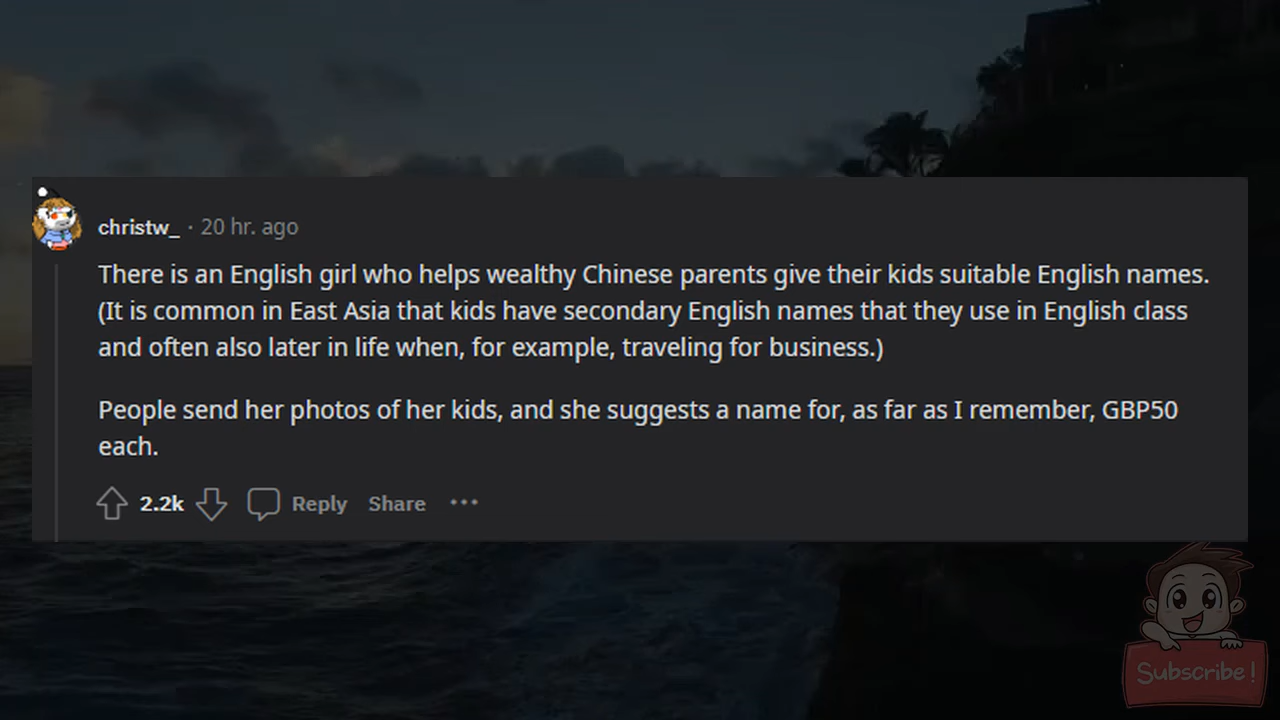 christw_ · 20 hr. ago
There is an English girl who helps wealthy Chinese parents give their kids suitable English names.
(It is common in East Asia that kids have secondary English names that they use in English class
and often also later in life when, for example, traveling for business.)
People send her photos of her kids, and she suggests a name for, as far as I remember, GBP50
each.
2.2k Reply Share •••
Subscribe!